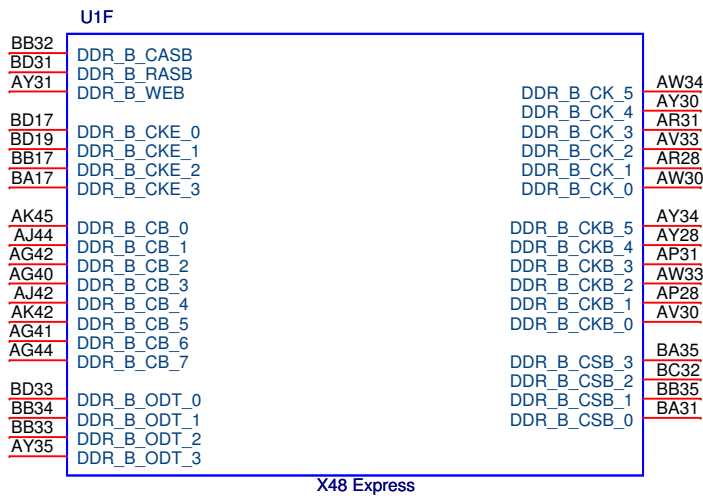 U1F
BB32 DDR_B_CASB
BD31 DDR_B_RASB
AY31 DDR_B_WEB
BD17 DDR_B_CKE_0
BD19 DDR_B_CKE_1
BB17 DDR_B_CKE_2
BA17 DDR_B_CKE_3
AK45 DDR_B_CB_0
AJ44 DDR_B_CB_1
AG42 DDR_B_CB_2
AG40 DDR_B_CB_3
AJ42 DDR_B_CB_4
AK42 DDR_B_CB_5
AG41 DDR_B_CB_6
AG44 DDR_B_CB_7
BD33 DDR_B_ODT_0
BB34 DDR_B_ODT_1
BB33 DDR_B_ODT_2
AY35 DDR_B_ODT_3
DDR_B_CK_5 AW34
DDR_B_CK_4 AY30
DDR_B_CK_3 AR31
DDR_B_CK_2 AV33
DDR_B_CK_1 AR28
DDR_B_CK_0 AW30
DDR_B_CKB_5 AY34
DDR_B_CKB_4 AY28
DDR_B_CKB_3 AP31
DDR_B_CKB_2 AW33
DDR_B_CKB_1 AP28
DDR_B_CKB_0 AV30
DDR_B_CSB_3 BA35
DDR_B_CSB_2 BC32
DDR_B_CSB_1 BB35
DDR_B_CSB_0 BA31
X48 Express